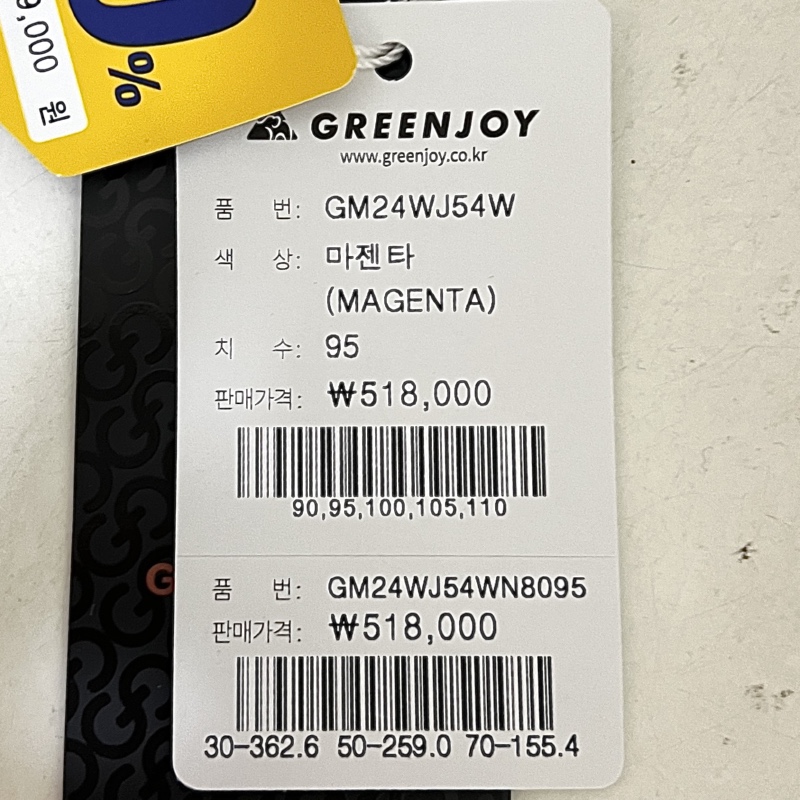 9,000 원
0%
GREENJOY
www.greenjoy.co.kr
품 번: GM24WJ54W
색 상: 마젠타
(MAGENTA)
치 수: 95
판매가격: ₩518,000
90,95,100,105,110
G
품 번: GM24WJ54WN8095
판매가격: ₩518,000
30-362.6 50-259.0 70-155.4